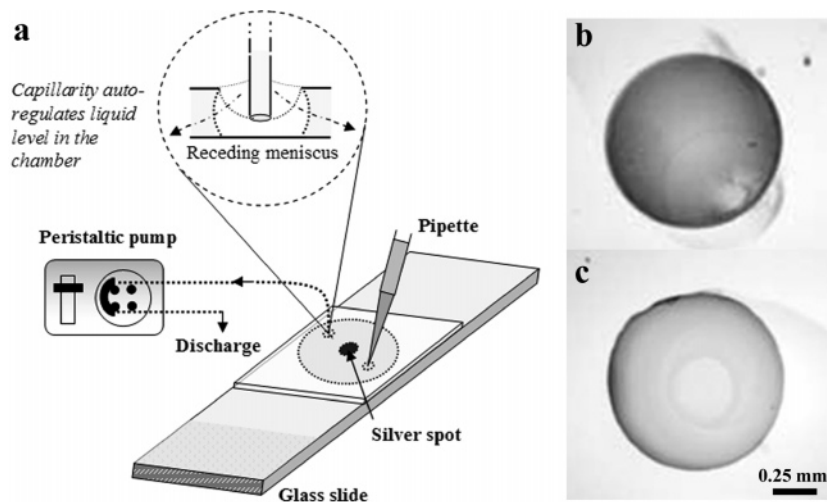 a
Capillarity auto-
regulates liquid
level in the
chamber
Receding meniscus
Peristaltic pump
Pipette
Discharge
Silver spot
Glass slide
b
c
0.25 mm